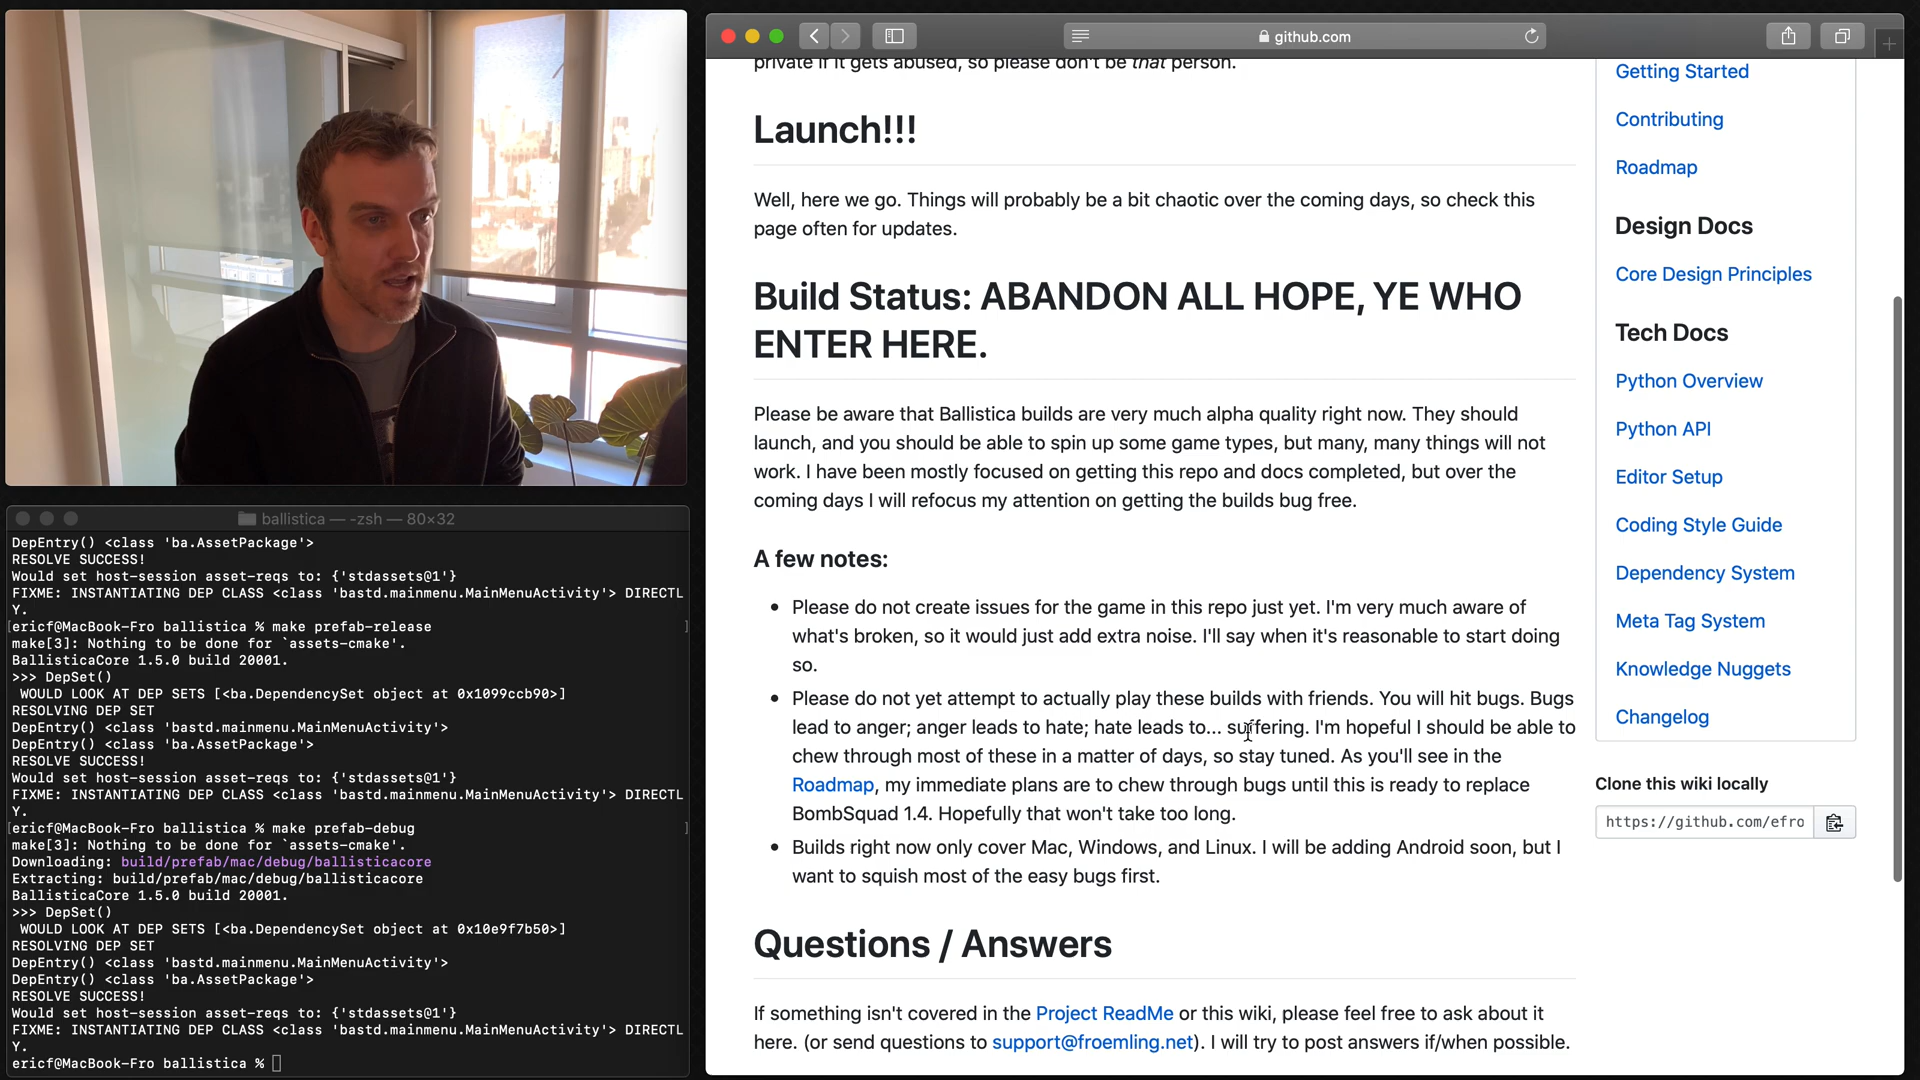 ballistica — -zsh — 80×32
DepEntry() <class 'ba.AssetPackage'>
RESOLVE SUCCESS!
Would set host-session asset-reqs to: {'stdassets@1'}
FIXME: INSTANTIATING DEP CLASS <class 'bastd.mainmenu.MainMenuActivity'> DIRECTL
Y.
[ericf@MacBook-Fro ballistica % make prefab-release ]
make[3]: Nothing to be done for `assets-cmake'.
BallisticaCore 1.5.0 build 20001.
>>> DepSet()
WOULD LOOK AT DEP SETS [<ba.DependencySet object at 0x1099ccb90>]
RESOLVING DEP SET
DepEntry() <class 'bastd.mainmenu.MainMenuActivity'>
DepEntry() <class 'ba.AssetPackage'>
RESOLVE SUCCESS!
Would set host-session asset-reqs to: {'stdassets@1'}
FIXME: INSTANTIATING DEP CLASS <class 'bastd.mainmenu.MainMenuActivity'> DIRECTL
Y.
[ericf@MacBook-Fro ballistica % make prefab-debug ]
make[3]: Nothing to be done for `assets-cmake'.
Downloading: build/prefab/mac/debug/ballisticacore
Extracting: build/prefab/mac/debug/ballisticacore
BallisticaCore 1.5.0 build 20001.
>>> DepSet()
WOULD LOOK AT DEP SETS [<ba.DependencySet object at 0x10e9f7b50>]
RESOLVING DEP SET
DepEntry() <class 'bastd.mainmenu.MainMenuActivity'>
DepEntry() <class 'ba.AssetPackage'>
RESOLVE SUCCESS!
Would set host-session asset-reqs to: {'stdassets@1'}
FIXME: INSTANTIATING DEP CLASS <class 'bastd.mainmenu.MainMenuActivity'> DIRECTL
Y.
ericf@MacBook-Fro ballistica %
github.com
private if it gets abused, so please don't be that person.
Launch!!!
Well, here we go. Things will probably be a bit chaotic over the coming days, so check this
page often for updates.
Build Status: ABANDON ALL HOPE, YE WHO
ENTER HERE.
Please be aware that Ballistica builds are very much alpha quality right now. They should
launch, and you should be able to spin up some game types, but many, many things will not
work. I have been mostly focused on getting this repo and docs completed, but over the
coming days I will refocus my attention on getting the builds bug free.
A few notes:
• Please do not create issues for the game in this repo just yet. I'm very much aware of
what's broken, so it would just add extra noise. I'll say when it's reasonable to start doing
so.
• Please do not yet attempt to actually play these builds with friends. You will hit bugs. Bugs
lead to anger; anger leads to hate; hate leads to... suffering. I'm hopeful I should be able to
chew through most of these in a matter of days, so stay tuned. As you'll see in the
Roadmap, my immediate plans are to chew through bugs until this is ready to replace
BombSquad 1.4. Hopefully that won't take too long.
• Builds right now only cover Mac, Windows, and Linux. I will be adding Android soon, but I
want to squish most of the easy bugs first.
Questions / Answers
If something isn't covered in the Project ReadMe or this wiki, please feel free to ask about it
here. (or send questions to support@froemling.net). I will try to post answers if/when possible.
Getting Started
Contributing
Roadmap
Design Docs
Core Design Principles
Tech Docs
Python Overview
Python API
Editor Setup
Coding Style Guide
Dependency System
Meta Tag System
Knowledge Nuggets
Changelog
Clone this wiki locally
https://github.com/efro